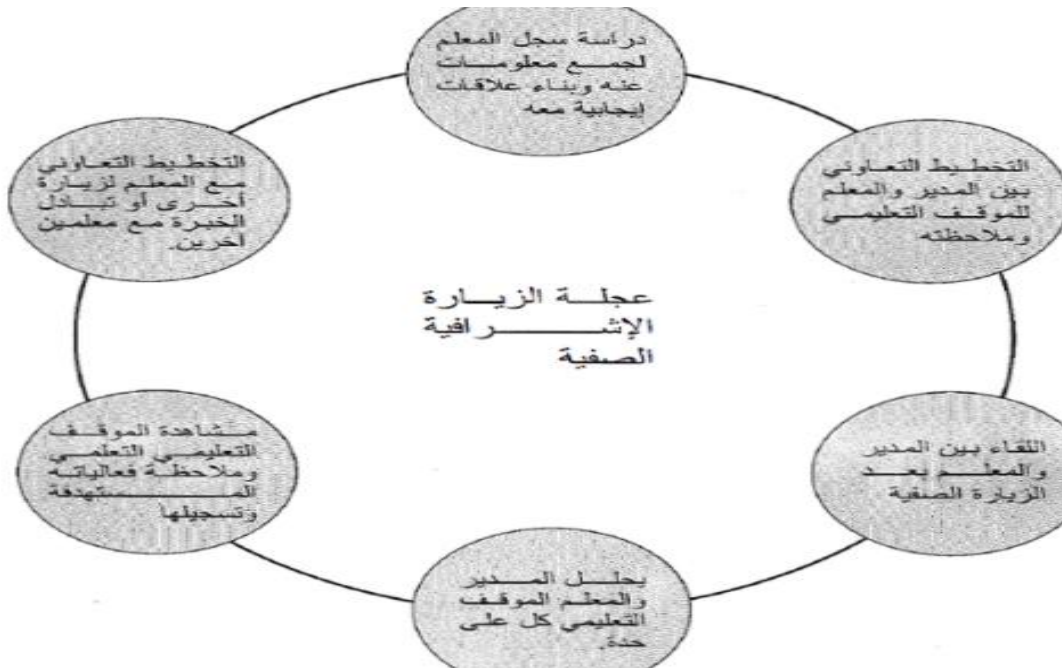 دراسة سجل المعلم
لجمع معلومات
عنه وبناء علاقات
إيجابية معه
التخطيط التعاوني
بين المدير والمعلم
للموقف التعليمي
وملاحظته
اللقاء بين المدير
والمعلم بعد
الزيارة الصفية
يحلل المدير
والمعلم الموقف
التعليمي كل على
حدة.
مشاهدة الموقف
التعليمي التعلمي
وملاحظة فعالياته
المستهدفة
وتسجيلها
التخطيط التعاوني
مع المعلم لزيارة
أخرى أو تبادل
الخبرة مع معلمين
آخرين.
عجلة الزيارة
الإشرافية
الصفية